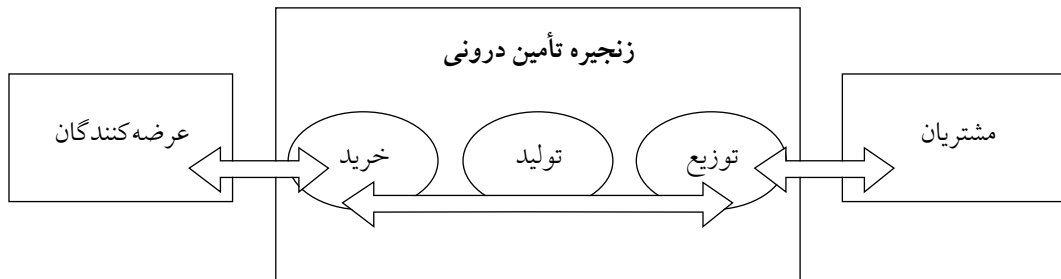 زنجیره تأمین درونی
عرضه‌کنندگان
خرید
تولید
توزیع
مشتریان